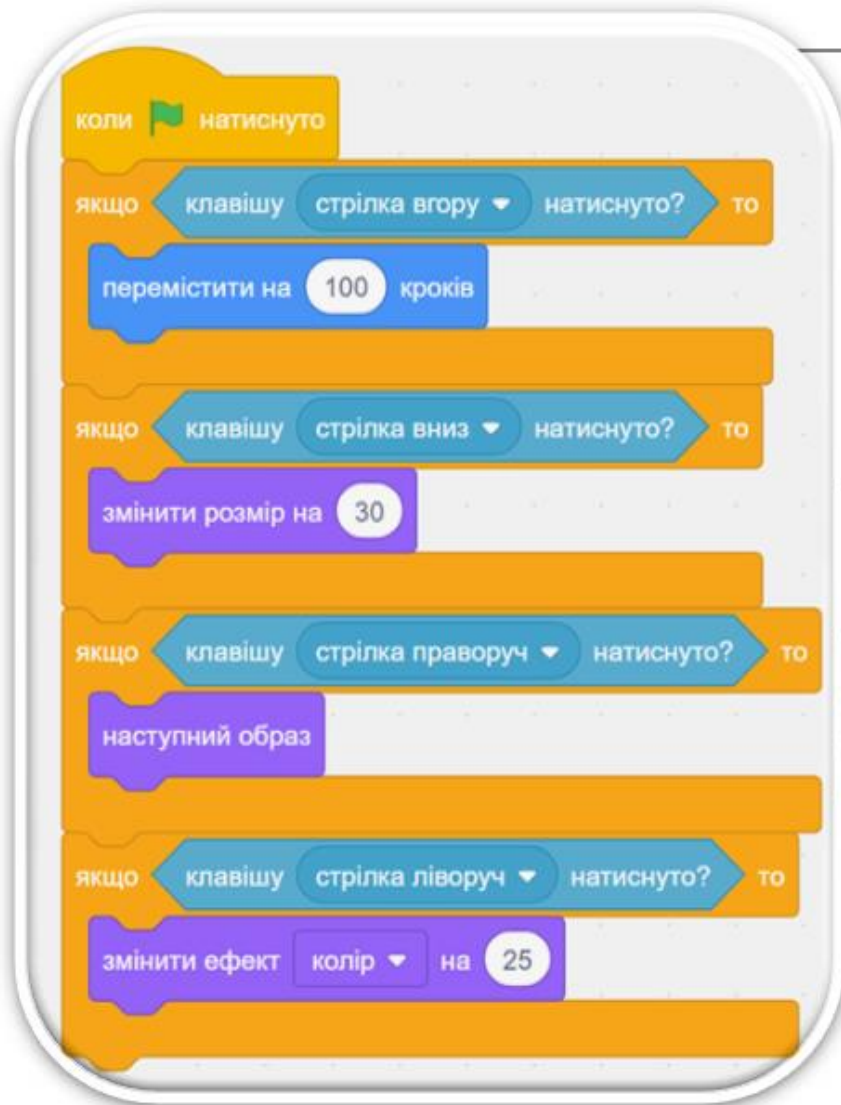 коли натиснуто
якщо клавішу стрілка вгору натиснуто? то
перемістити на 100 кроків
якщо клавішу стрілка вниз натиснуто? то
змінити розмір на 30
якщо клавішу стрілка праворуч натиснуто? то
наступний образ
якщо клавішу стрілка ліворуч натиснуто? то
змінити ефект колір на 25